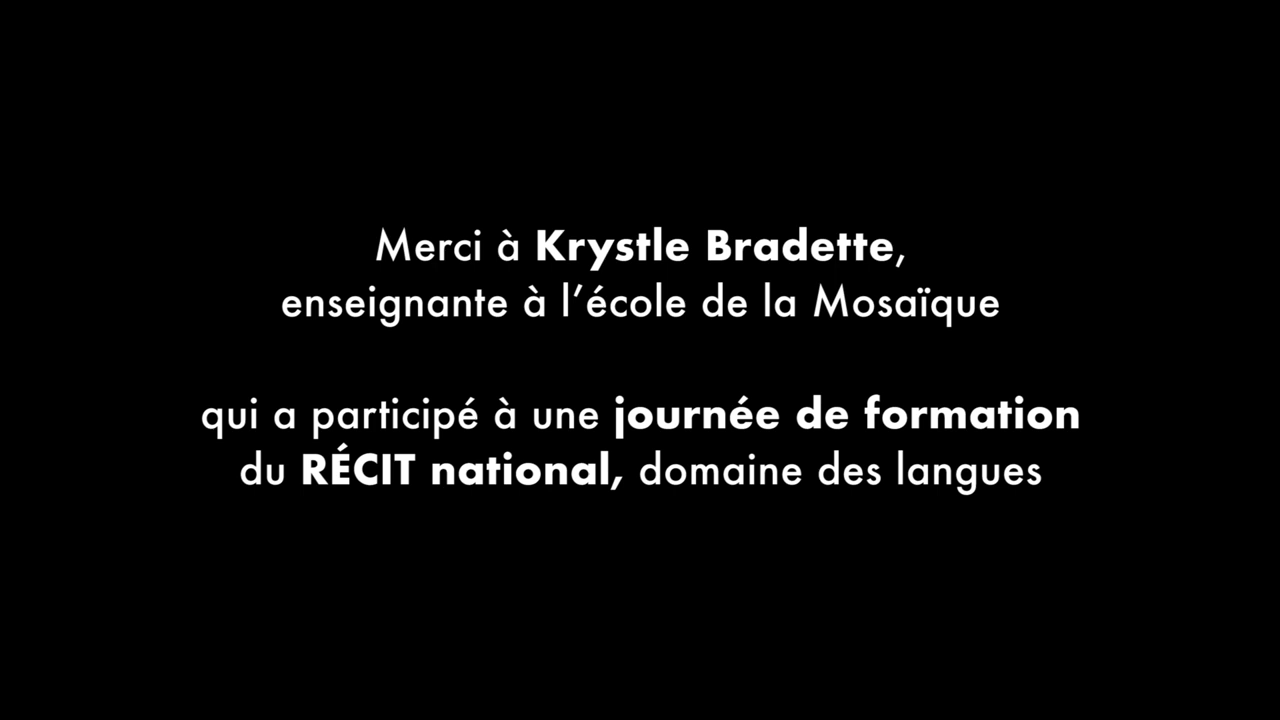 Merci à Krystle Bradette,
enseignante à l’école de la Mosaïque
qui a participé à une journée de formation
du RÉCIT national, domaine des langues